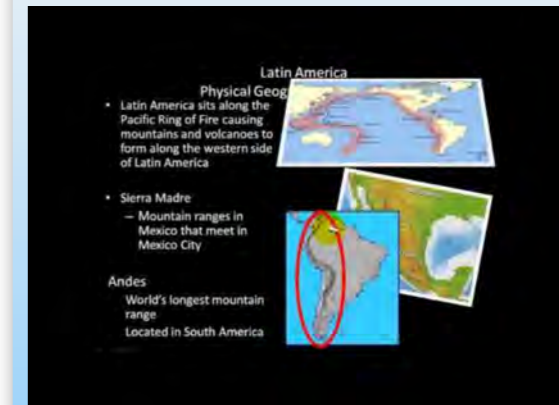 Latin America
Physical Geog
• Latin America sits along the
Pacific Ring of Fire causing
mountains and volcanoes to
form along the western side
of Latin America
• Sierra Madre
– Mountain ranges in
Mexico that meet in
Mexico City
Andes
World's longest mountain
range
Located in South America